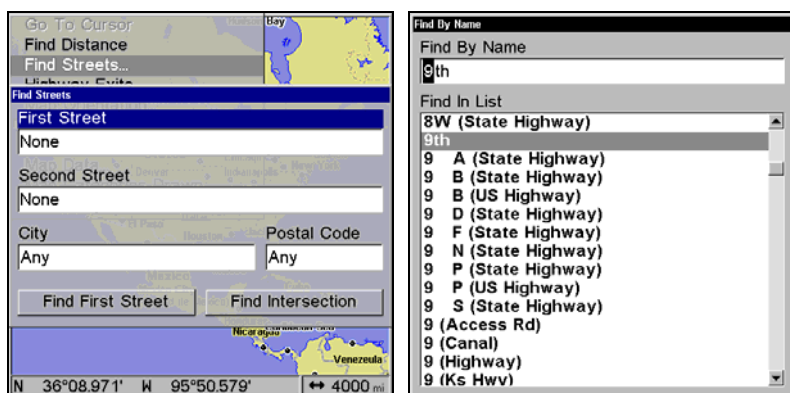 Go To Cursor
Bay
Find Distance
Find Streets...
Highway Exits
Find Streets
First Street
None
Second Street
None
City
Postal Code
Any
Any
Find First Street
Find Intersection
Nicaragua
Venezuela
N 36°08.971' W 95°50.579' ↔ 4000 mi
Find By Name
Find By Name
9th
Find In List
8W (State Highway)
9th
9 A (State Highway)
9 B (State Highway)
9 B (US Highway)
9 D (State Highway)
9 F (State Highway)
9 N (State Highway)
9 P (State Highway)
9 P (US Highway)
9 S (State Highway)
9 (Access Rd)
9 (Canal)
9 (Highway)
9 (Ks Hwy)